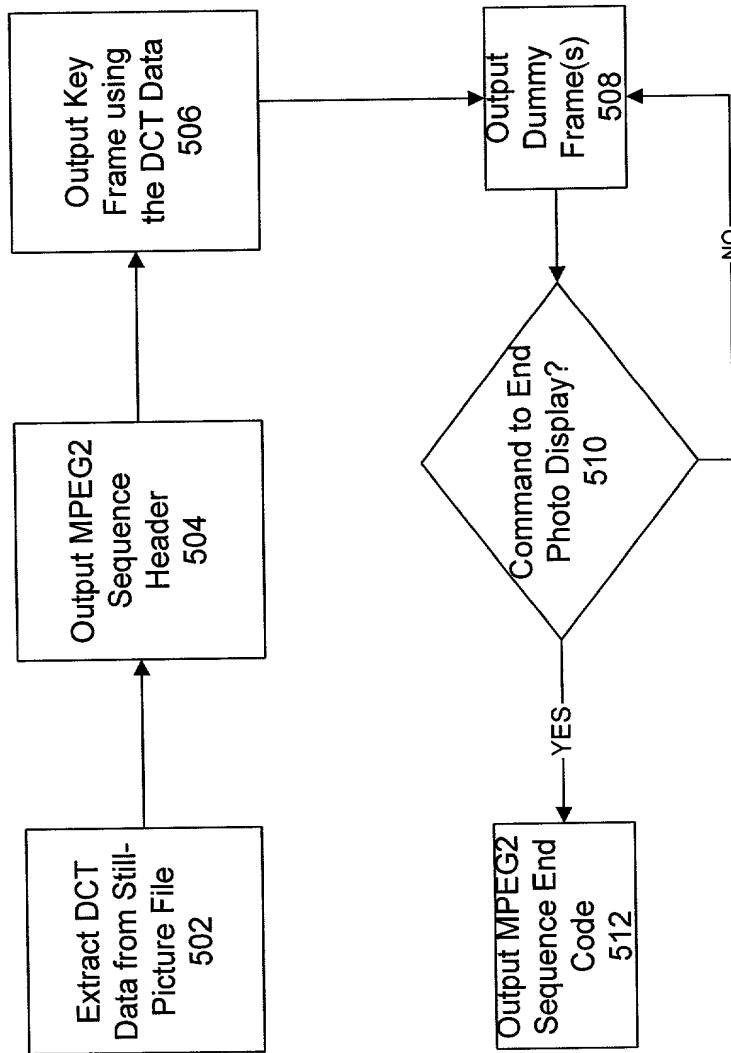 Extract DCT
Data from Still-
Picture File
502
Output MPEG2
Sequence
Header
504
Output Key
Frame using
the DCT Data
506
Output
Dummy
Frame(s)
508
Command to End
Photo Display?
510
NO
YES
Output MPEG2
Sequence End
Code
512